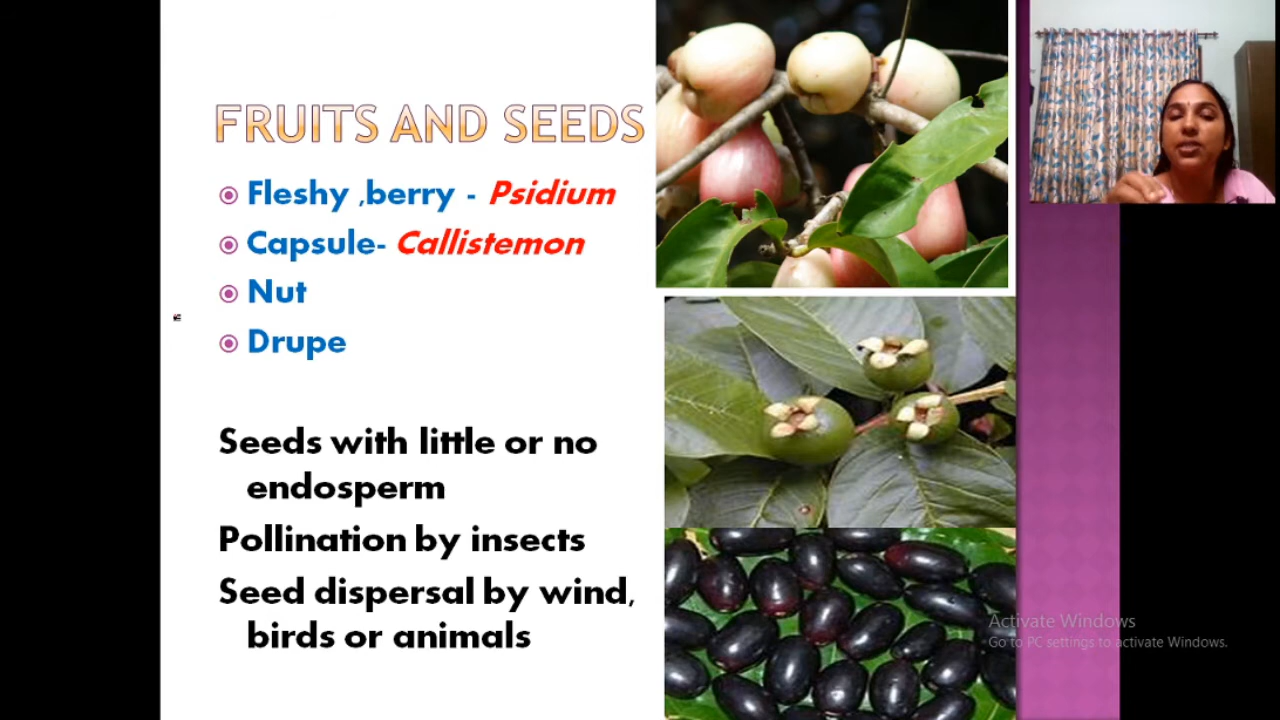 FRUITS AND SEEDS
Fleshy ,berry - Psidium
Capsule- Callistemon
Nut
Drupe
Seeds with little or no
endosperm
Pollination by insects
Seed dispersal by wind,
birds or animals
Activate Windows
Go to PC settings to activate Windows.